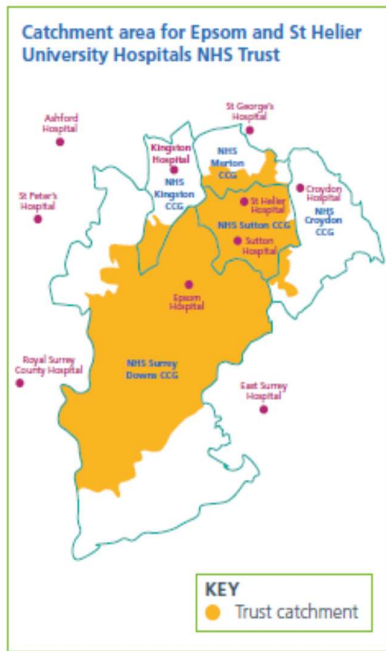 Catchment area for Epsom and St Helier
University Hospitals NHS Trust
St George's
Hospital
Ashford
Hospital
Kingston
Hospital
NHS
Merton
CCG
NHS
Kingston
CCG
St Peter's
Hospital
St Helier
Hospital
Croydon
Hospital
NHS
Croydon
CCG
NHS Sutton CCG
Sutton
Hospital
Epsom
Hospital
Royal Surrey
County Hospital
NHS Surrey
Downs CCG
East Surrey
Hospital
KEY
Trust catchment